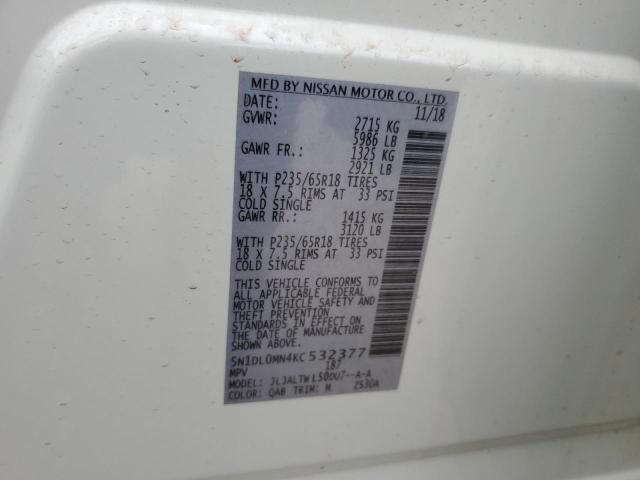 MFD BY NISSAN MOTOR CO., LTD.
DATE: 11/18
GVWR: 2715 KG
5986 LB
GAWR FR.: 1325 KG
2921 LB
WITH P235/65R18 TIRES
18 X 7.5 RIMS AT 33 PSI
COLD SINGLE
GAWR RR.: 1415 KG
3120 LB
WITH P235/65R18 TIRES
18 X 7.5 RIMS AT 33 PSI
COLD SINGLE
THIS VEHICLE CONFORMS TO
ALL APPLICABLE FEDERAL
MOTOR VEHICLE SAFETY AND
THEFT PREVENTION
STANDARDS IN EFFECT ON
THE DATE OF MANUFACTURE
SHOWN ABOVE.
5N1DL0MN4KC532377
MPV 187
MODEL: JLJALTWL50UU7--A-A
COLOR: QAB TRIM: M ZS30A